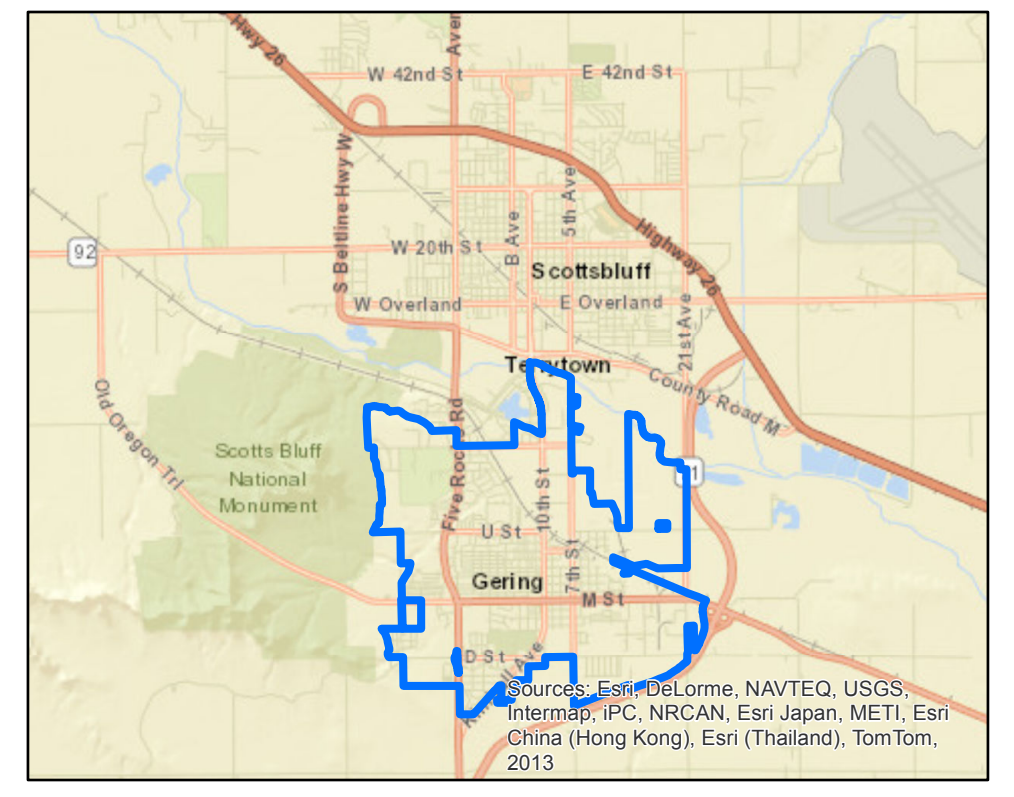 Hwy 26
Aven
W 42nd St
E 42nd St
S Beltline Hwy W
5th Ave
B Ave
Highway 26
92
W 20th St
Scottsbluff
W Overland
E Overland
21st Ave
Terrytown
County Road M
Old Oregon Trl
Scotts Bluff
National
Monument
Five Roc s Rd
10th St
1
U St
7th St
Gering
M St
D St
Ave
Sources: Esri, DeLorme, NAVTEQ, USGS,
Intermap, iPC, NRCAN, Esri Japan, METI, Esri
China (Hong Kong), Esri (Thailand), TomTom,
2013